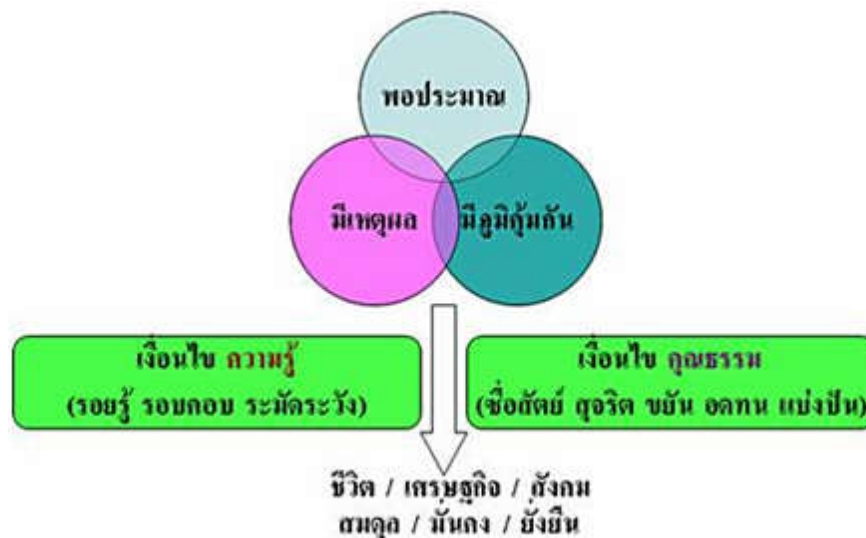 พอประมาณ
มีเหตุผล
มีภูมิคุ้มกัน
เงื่อนไข ความรู้
(รอยรู้ รอบคอบ ระมัดระวัง)
เงื่อนไข คุณธรรม
(ซื่อสัตย์ สุจริต ขยัน อดทน แบ่งปัน)
ชีวิต / เศรษฐกิจ / สังคม
สมดุล / มั่นคง / ยั่งยืน